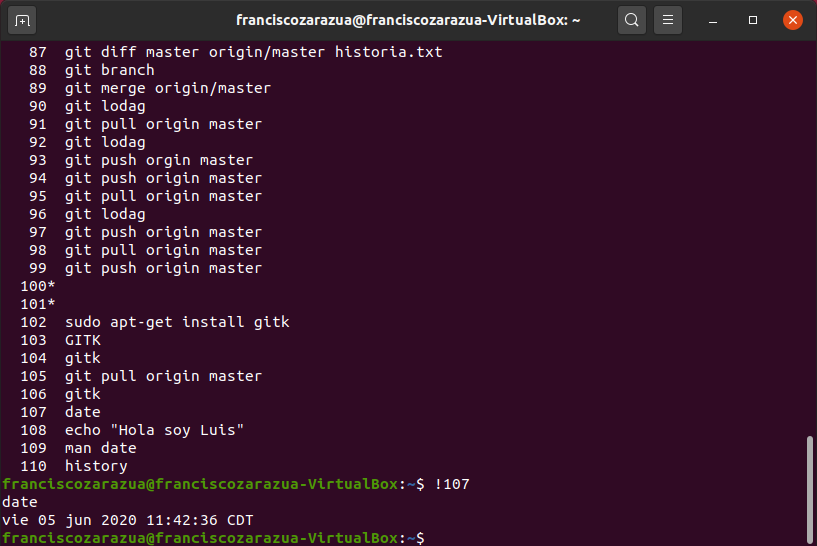 franciscozarazua@franciscozarazua-VirtualBox: ~
87 git diff master origin/master historia.txt
88 git branch
89 git merge origin/master
90 git lodag
91 git pull origin master
92 git lodag
93 git push orgin master
94 git push origin master
95 git pull origin master
96 git lodag
97 git push origin master
98 git pull origin master
99 git push origin master
100*
101*
102 sudo apt-get install gitk
103 GITK
104 gitk
105 git pull origin master
106 gitk
107 date
108 echo "Hola soy Luis"
109 man date
110 history
franciscozarazua@franciscozarazua-VirtualBox:~$ !107
date
vie 05 jun 2020 11:42:36 CDT
franciscozarazua@franciscozarazua-VirtualBox:~$